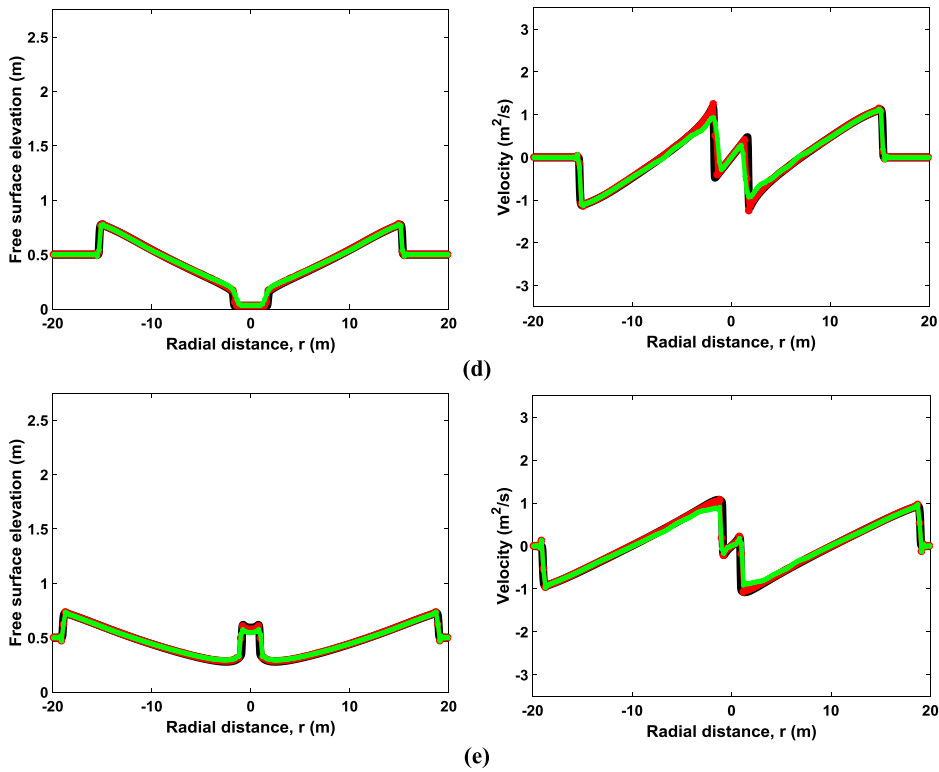 Free surface elevation (m)
2.5
2
1.5
1
0.5
0
-20 -10 0 10 20
Radial distance, r (m)
Velocity (m²/s)
3
2
1
0
-1
-2
-3
-20 -10 0 10 20
Radial distance, r (m)
(d)
Free surface elevation (m)
2.5
2
1.5
1
0.5
0
-20 -10 0 10 20
Radial distance, r (m)
Velocity (m²/s)
3
2
1
0
-1
-2
-3
-20 -10 0 10 20
Radial distance, r (m)
(e)